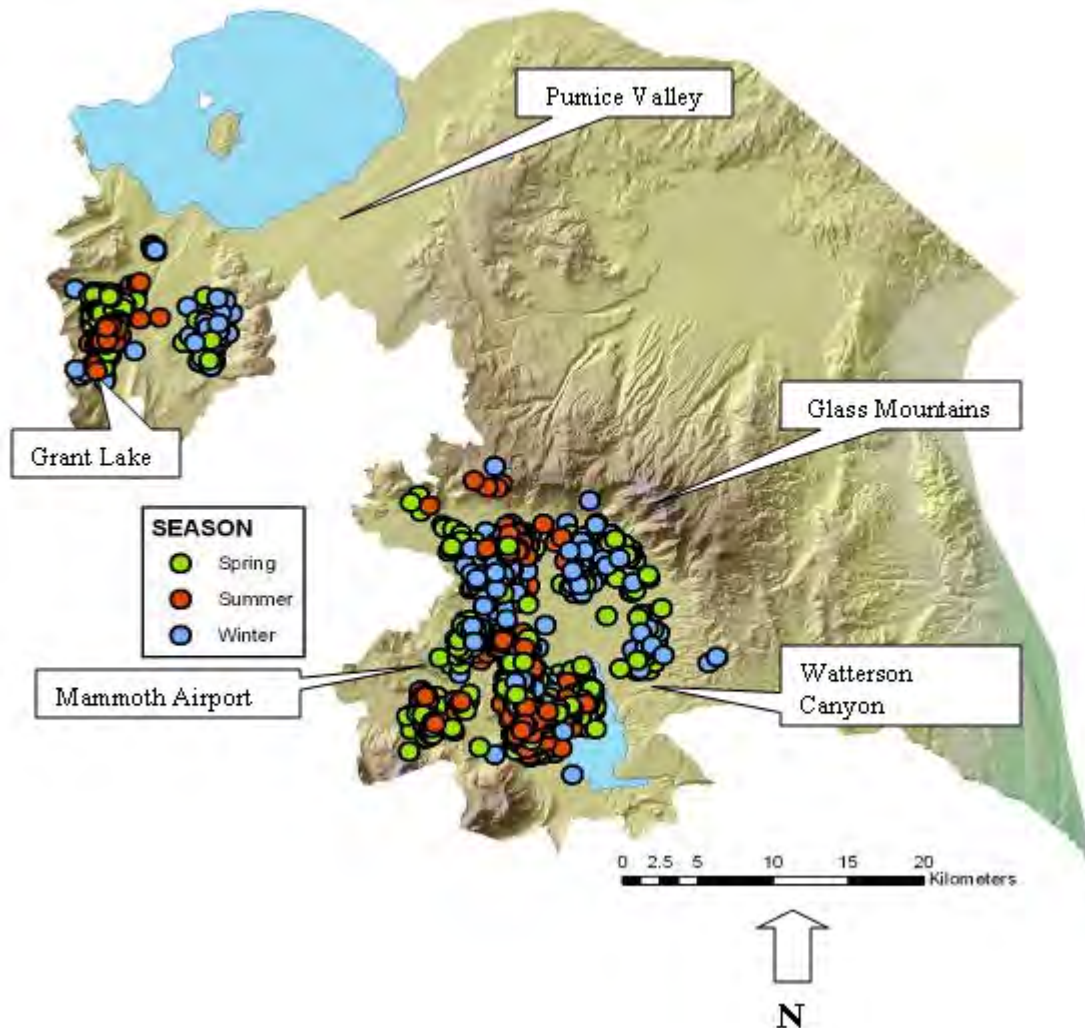 Pumice Valley
Glass Mountains
Grant Lake
SEASON
Spring
Summer
Winter
Mammoth Airport
Watterson
Canyon
0 2.5 5 10 15 20
Kilometers
N